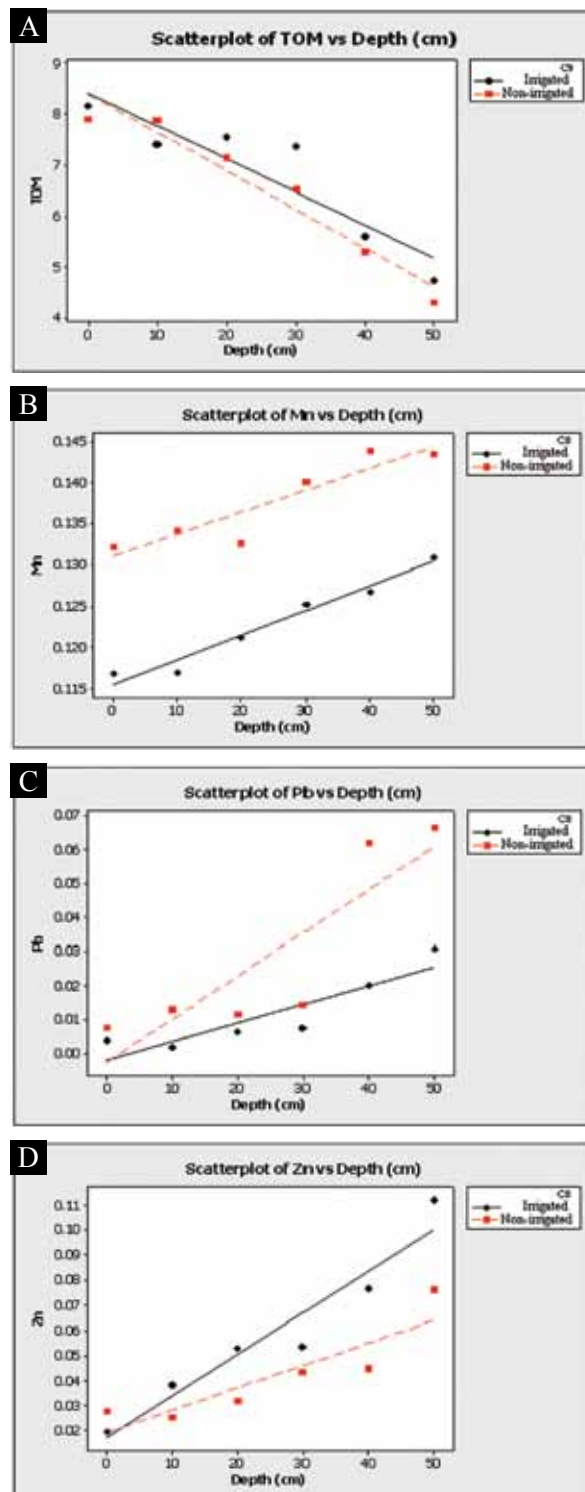 A
Scatterplot of TOM vs Depth (cm)
Irrigated
Non-irrigated
9
8
7
6
5
4
TOM
0 10 20 30 40 50
Depth (cm)
B
Scatterplot of Mn vs Depth (cm)
Irrigated
Non-irrigated
0.145
0.140
0.135
0.130
0.125
0.120
0.115
Mn
0 10 20 30 40 50
Depth (cm)
C
Scatterplot of Pb vs Depth (cm)
Irrigated
Non-irrigated
0.07
0.06
0.05
0.04
0.03
0.02
0.01
0.00
Pb
0 10 20 30 40 50
Depth (cm)
D
Scatterplot of Zn vs Depth (cm)
Irrigated
Non-irrigated
0.11
0.10
0.09
0.08
0.07
0.06
0.05
0.04
0.03
0.02
Zn
0 10 20 30 40 50
Depth (cm)